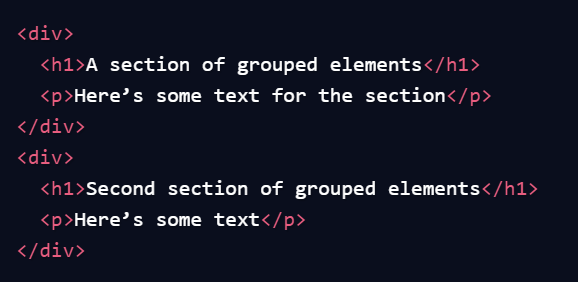 <div>
<h1>A section of grouped elements</h1>
<p>Here’s some text for the section</p>
</div>
<div>
<h1>Second section of grouped elements</h1>
<p>Here’s some text</p>
</div>